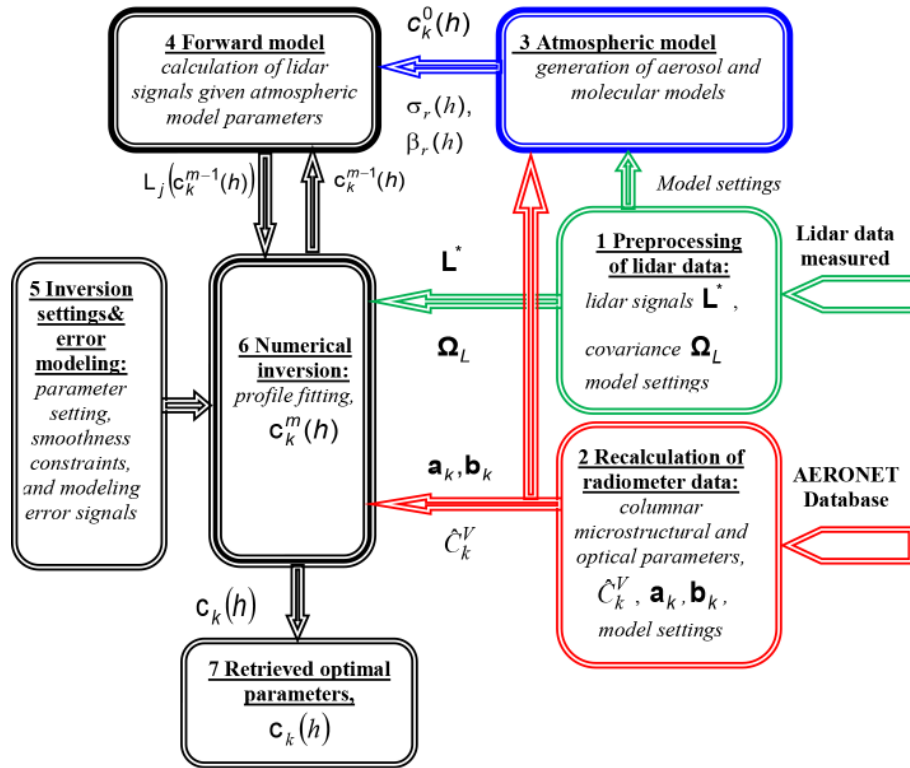 4 Forward model
calculation of lidar
signals given atmospheric
model parameters
c_k^0(h)
σ_r(h),
β_r(h)
3 Atmospheric model
generation of aerosol and
molecular models
L_j(c_k^{m-1}(h))
c_k^{m-1}(h)
Model settings
1 Preprocessing
of lidar data:
lidar signals L^* ,
covariance Ω_L
model settings
Lidar data
measured
L^*
Ω_L
5 Inversion
settings&
error
modeling:
parameter
setting,
smoothness
constraints,
and modeling
error signals
6 Numerical
inversion:
profile fitting,
c_k^m(h)
a_k, b_k
Ĉ_k^V
2 Recalculation of
radiometer data:
columnar
microstructural and
optical parameters,
Ĉ_k^V , a_k , b_k ,
model settings
AERONET
Database
c_k(h)
7 Retrieved optimal
parameters,
c_k(h)